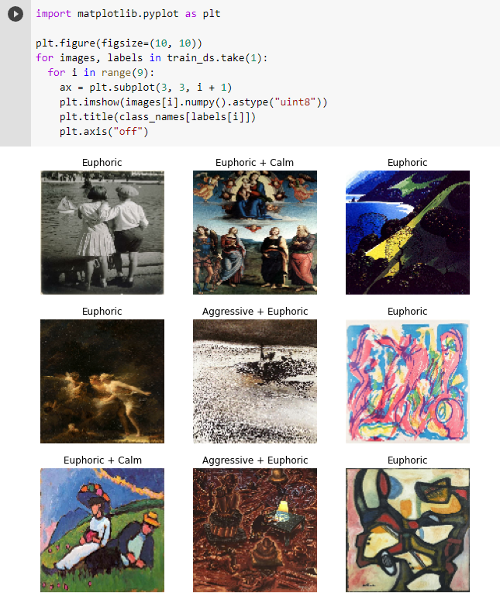 import matplotlib.pyplot as plt
plt.figure(figsize=(10, 10))
for images, labels in train_ds.take(1):
  for i in range(9):
    ax = plt.subplot(3, 3, i + 1)
    plt.imshow(images[i].numpy().astype("uint8"))
    plt.title(class_names[labels[i]])
    plt.axis("off")
Euphoric
Euphoric + Calm
Euphoric
Euphoric
Aggressive + Euphoric
Euphoric
Euphoric + Calm
Aggressive + Euphoric
Euphoric